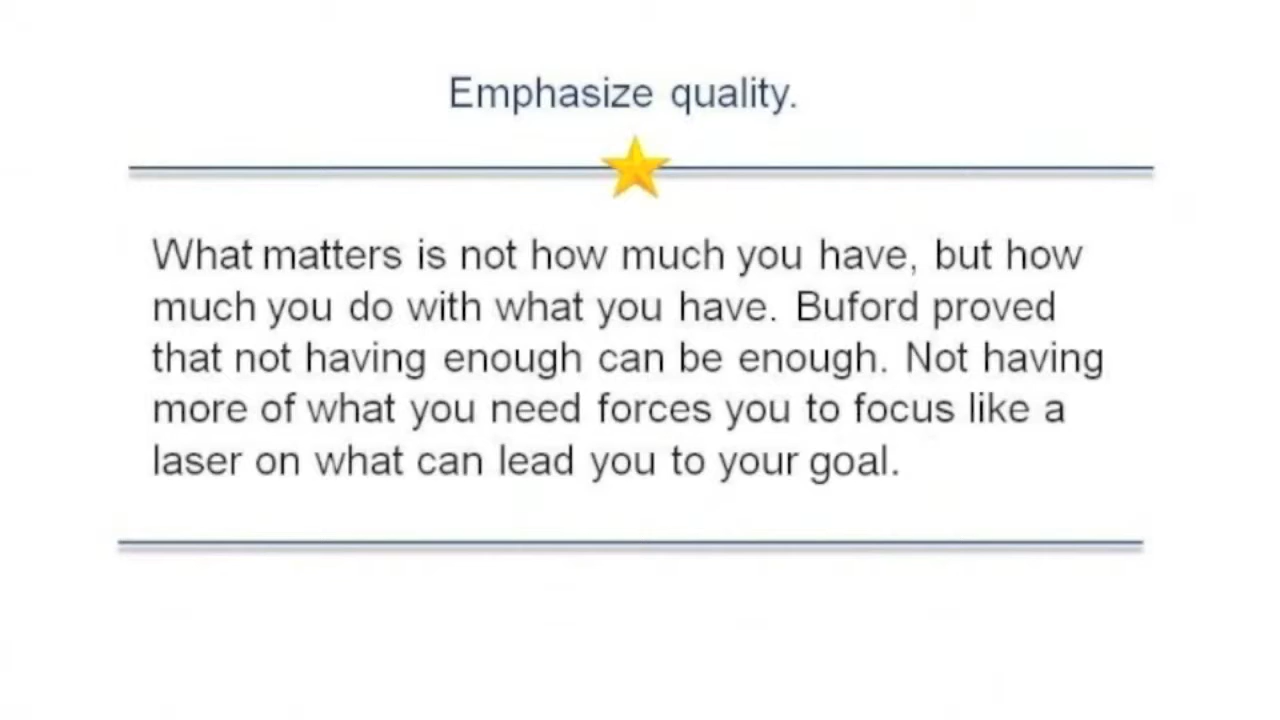 Emphasize quality.
What matters is not how much you have, but how
much you do with what you have. Buford proved
that not having enough can be enough. Not having
more of what you need forces you to focus like a
laser on what can lead you to your goal.